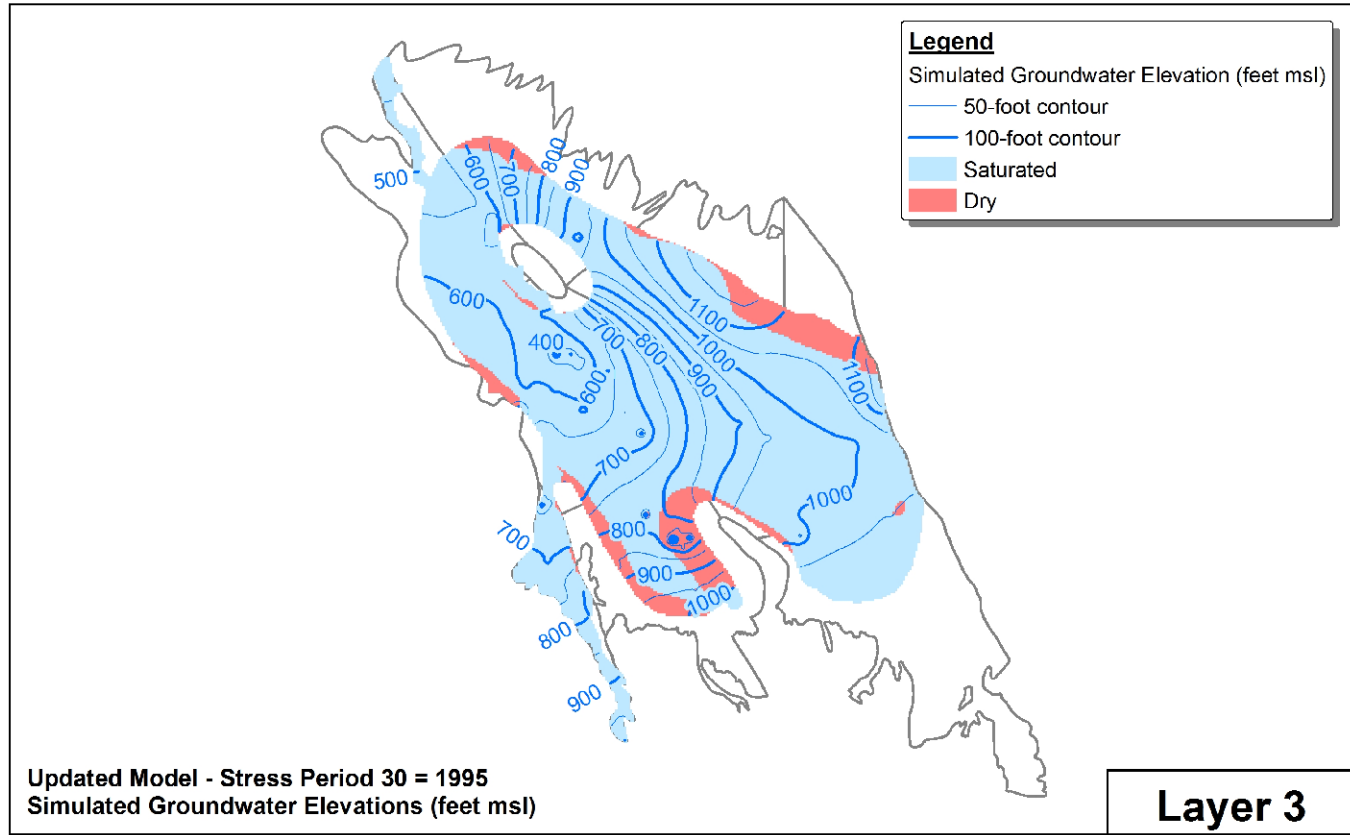 Legend
Simulated Groundwater Elevation (feet msl)
50-foot contour
100-foot contour
Saturated
Dry
800
900
600
700
500
600
1100
700
800
1000
400
900
1100
600
700
1000
800
700
900
1000
800
900
Updated Model - Stress Period 30 = 1995
Simulated Groundwater Elevations (feet msl)
Layer 3